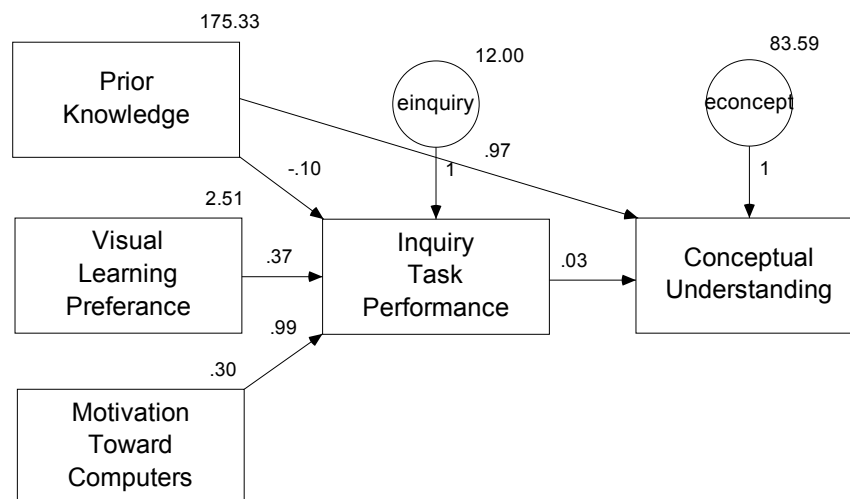 175.33
12.00
83.59
Prior
Knowledge
einquiry
econcept
.97
-.10
1
1
2.51
Visual
Learning
Preferance
.37
Inquiry
Task
Performance
.03
Conceptual
Understanding
.99
.30
Motivation
Toward
Computers